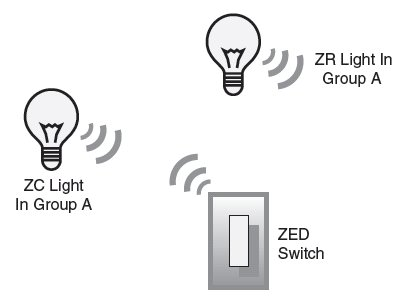 ZR Light In
Group A
ZC Light
In Group A
ZED
Switch